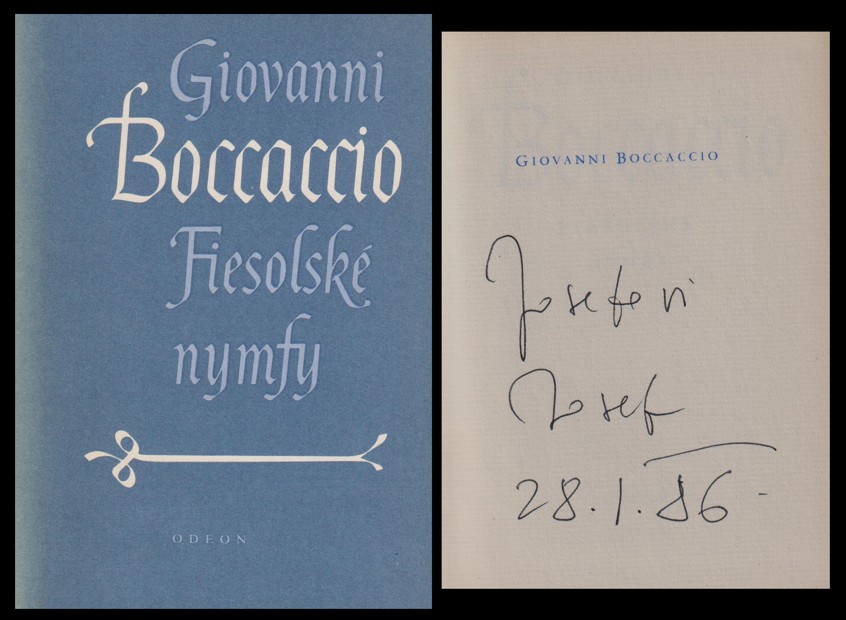 Giovanni
Boccaccio
Fiesolské
nymfy
ODEON
GIOVANNI BOCCACCIO
Josefovi
Josef
28.1.86-